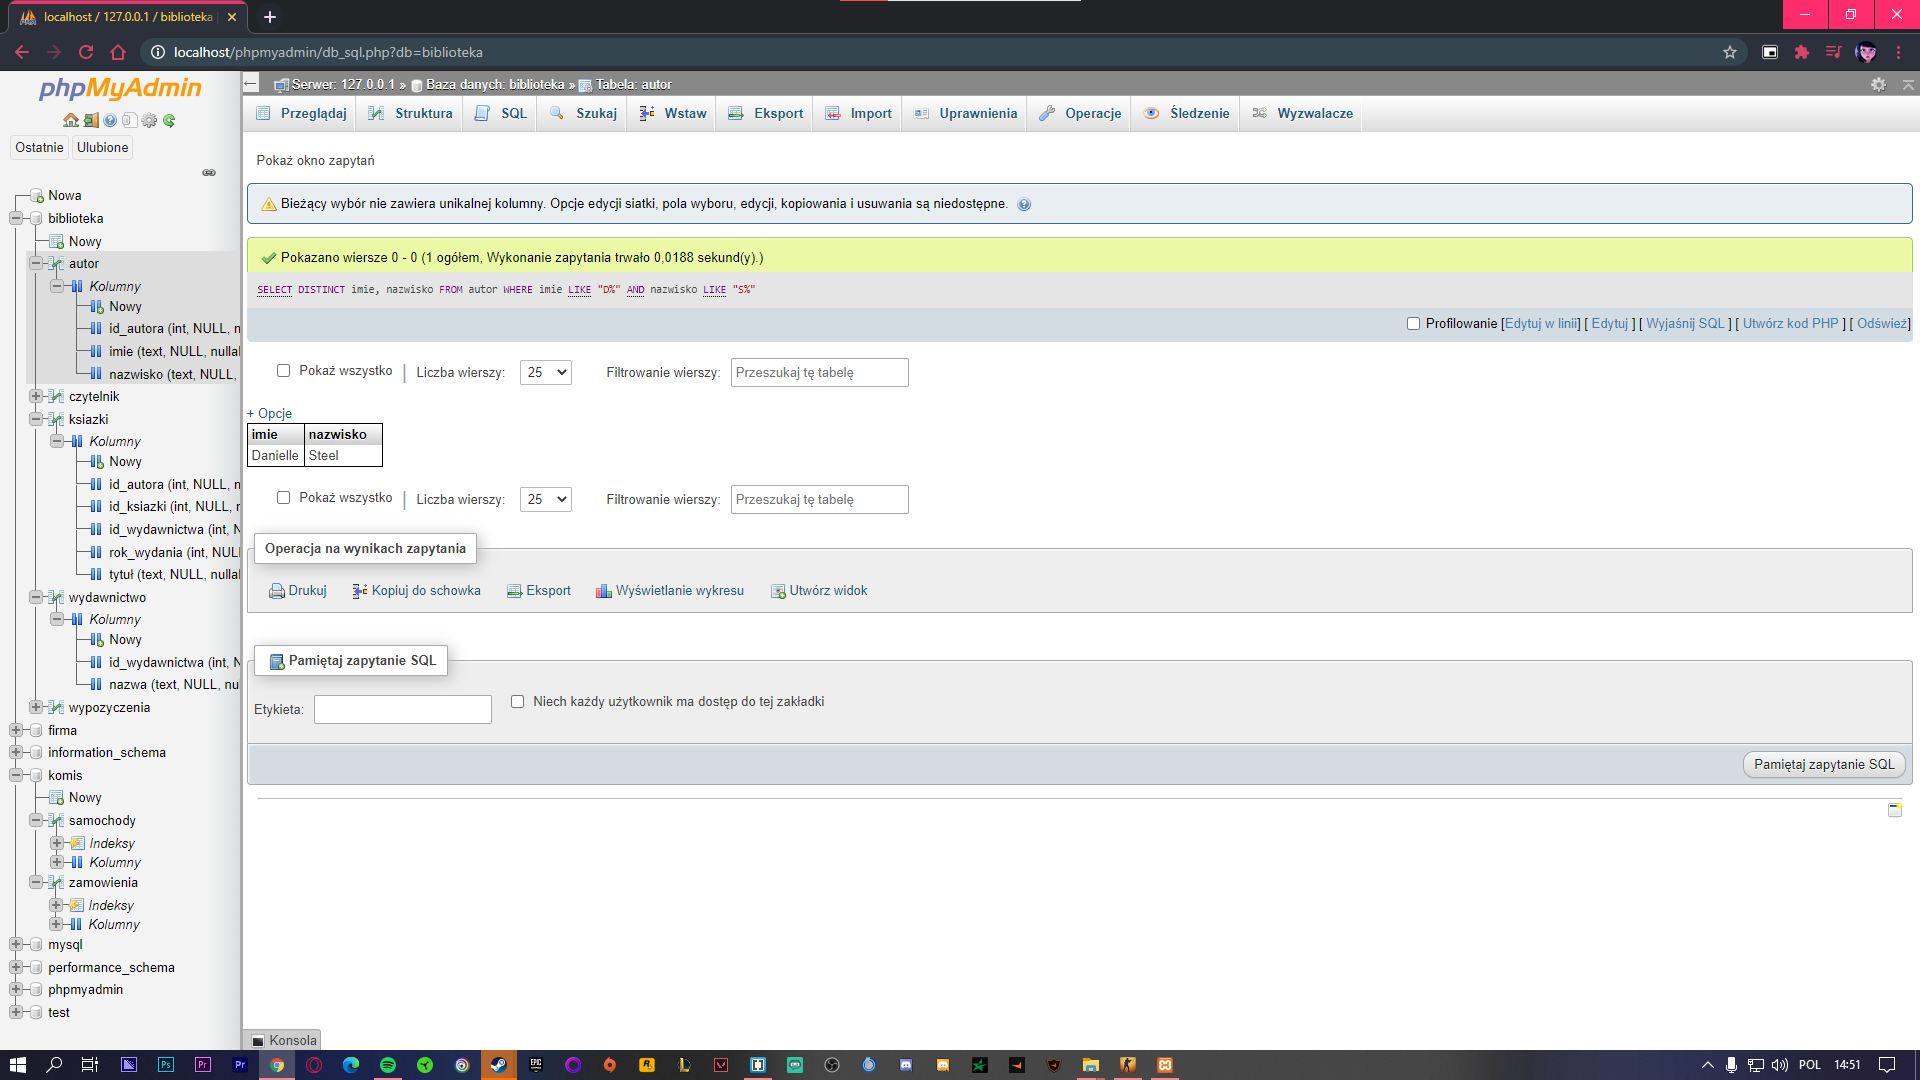 localhost / 127.0.0.1 / biblioteka
localhost/phpmyadmin/db_sql.php?db=biblioteka
phpMyAdmin
Ostatnie
Ulubione
Nowa
biblioteka
Nowy
autor
Kolumny
Nowy
id_autora (int, NULL, n
imie (text, NULL, nullal
nazwisko (text, NULL,
czytelnik
ksiazki
Kolumny
Nowy
id_autora (int, NULL, n
id_ksiazki (int, NULL, r
id_wydawnictwa (int, N
rok_wydania (int, NULL
tytuł (text, NULL, nullal
wydawnictwo
Kolumny
Nowy
id_wydawnictwa (int, N
nazwa (text, NULL, nu
wypozyczenia
firma
information_schema
komis
Nowy
samochody
Indeksy
Kolumny
zamowienia
Indeksy
Kolumny
mysql
performance_schema
phpmyadmin
test
Serwer: 127.0.0.1 » Baza danych: biblioteka » Tabela: autor
Przeglądaj Struktura SQL Szukaj Wstaw Eksport Import Uprawnienia Operacje Śledzenie Wyzwalacze
Pokaż okno zapytań
Bieżący wybór nie zawiera unikalnej kolumny. Opcje edycji siatki, pola wyboru, edycji, kopiowania i usuwania są niedostępne.
Pokazano wiersze 0 - 0 (1 ogółem, Wykonanie zapytania trwało 0,0188 sekund(y).)
SELECT DISTINCT imie, nazwisko FROM autor WHERE imie LIKE "D%" AND nazwisko LIKE "S%"
Profilowanie [Edytuj w linii] [ Edytuj ] [ Wyjaśnij SQL ] [ Utwórz kod PHP ] [ Odśwież]
Pokaż wszystko | Liczba wierszy: 25 Filtrowanie wierszy: Przeszukaj tę tabelę
+ Opcje
imie nazwisko
Danielle Steel
Pokaż wszystko | Liczba wierszy: 25 Filtrowanie wierszy: Przeszukaj tę tabelę
Operacja na wynikach zapytania
Drukuj Kopiuj do schowka Eksport Wyświetlanie wykresu Utwórz widok
Pamiętaj zapytanie SQL
Etykieta: Niech każdy użytkownik ma dostęp do tej zakładki
Pamiętaj zapytanie SQL
Konsola
Ps Pr Pr EPIC POL 14:51